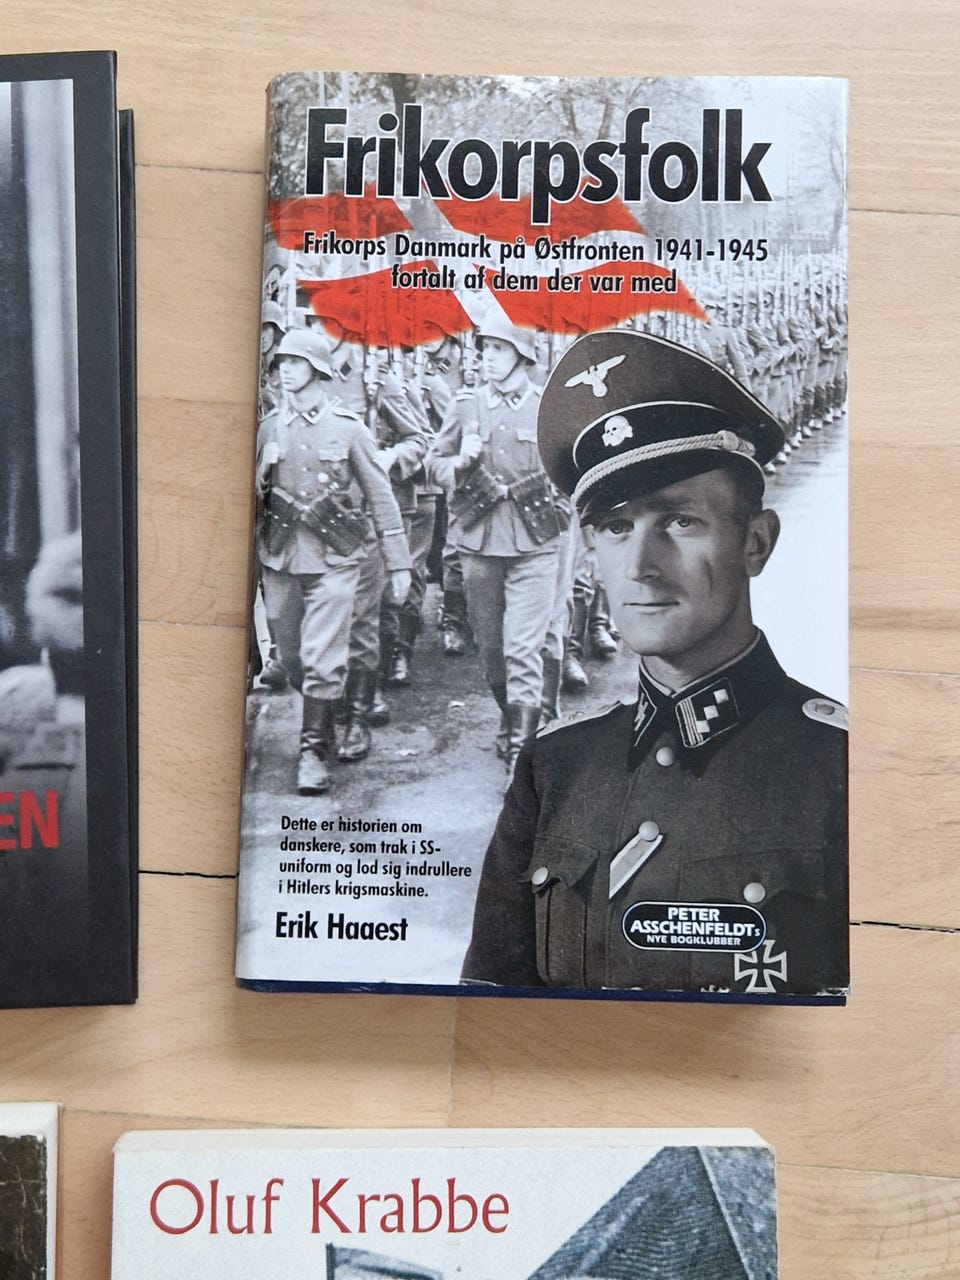 Frikorpsfolk
Frikorps Danmark på Østfronten 1941-1945
fortalt af dem der var med
Dette er historien om
danskere, som trak i SS-
uniform og lod sig indrullere
i Hitlers krigsmaskine.
Erik Haaest
PETER
ASSCHENFELDTs
NYE BOGKLUBBER
EN
Oluf Krabbe